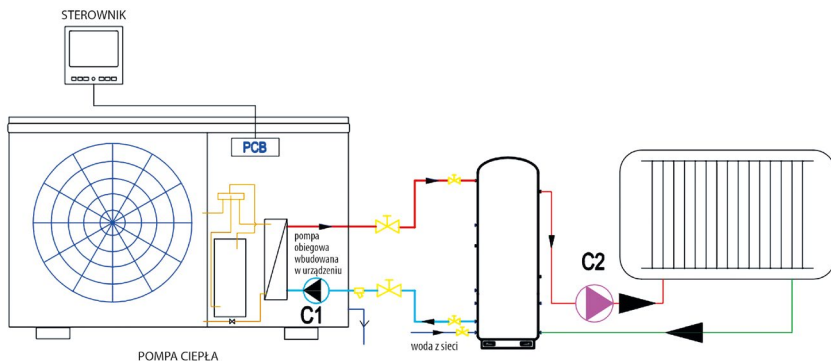 STEROWNIK
PCB
pompa
obiegowa
wbudowana
w urządzeniu
C1
C2
woda z sieci
POMPA CIEPŁA